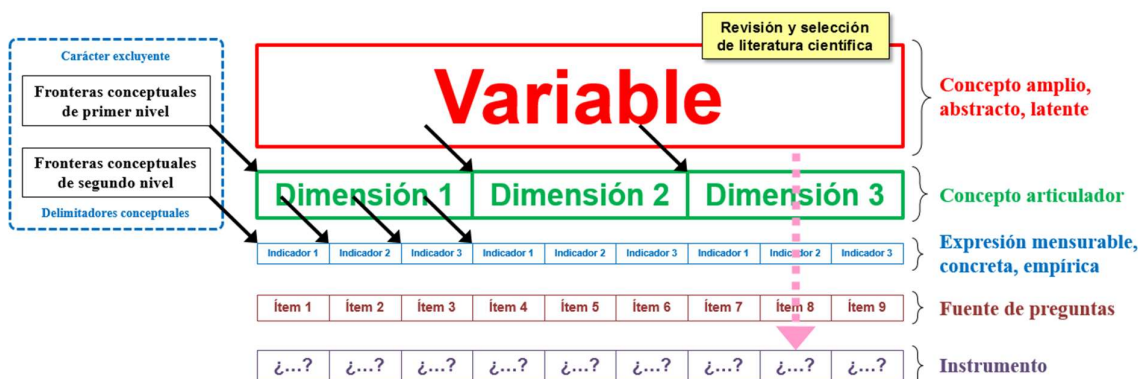 Revisión y selección
de literatura científica
Carácter excluyente
Fronteras conceptuales
de primer nivel
Fronteras conceptuales
de segundo nivel
Delimitadores conceptuales
Variable
Concepto amplio,
abstracto, latente
Dimensión 1
Dimensión 2
Dimensión 3
Concepto articulador
Indicador 1
Indicador 2
Indicador 3
Indicador 1
Indicador 2
Indicador 3
Indicador 1
Indicador 2
Indicador 3
Expresión mensurable,
concreta, empírica
Ítem 1
Ítem 2
Ítem 3
Ítem 4
Ítem 5
Ítem 6
Ítem 7
Ítem 8
Ítem 9
Fuente de preguntas
¿...?
¿...?
¿...?
¿...?
¿...?
¿...?
¿...?
¿...?
¿...?
Instrumento